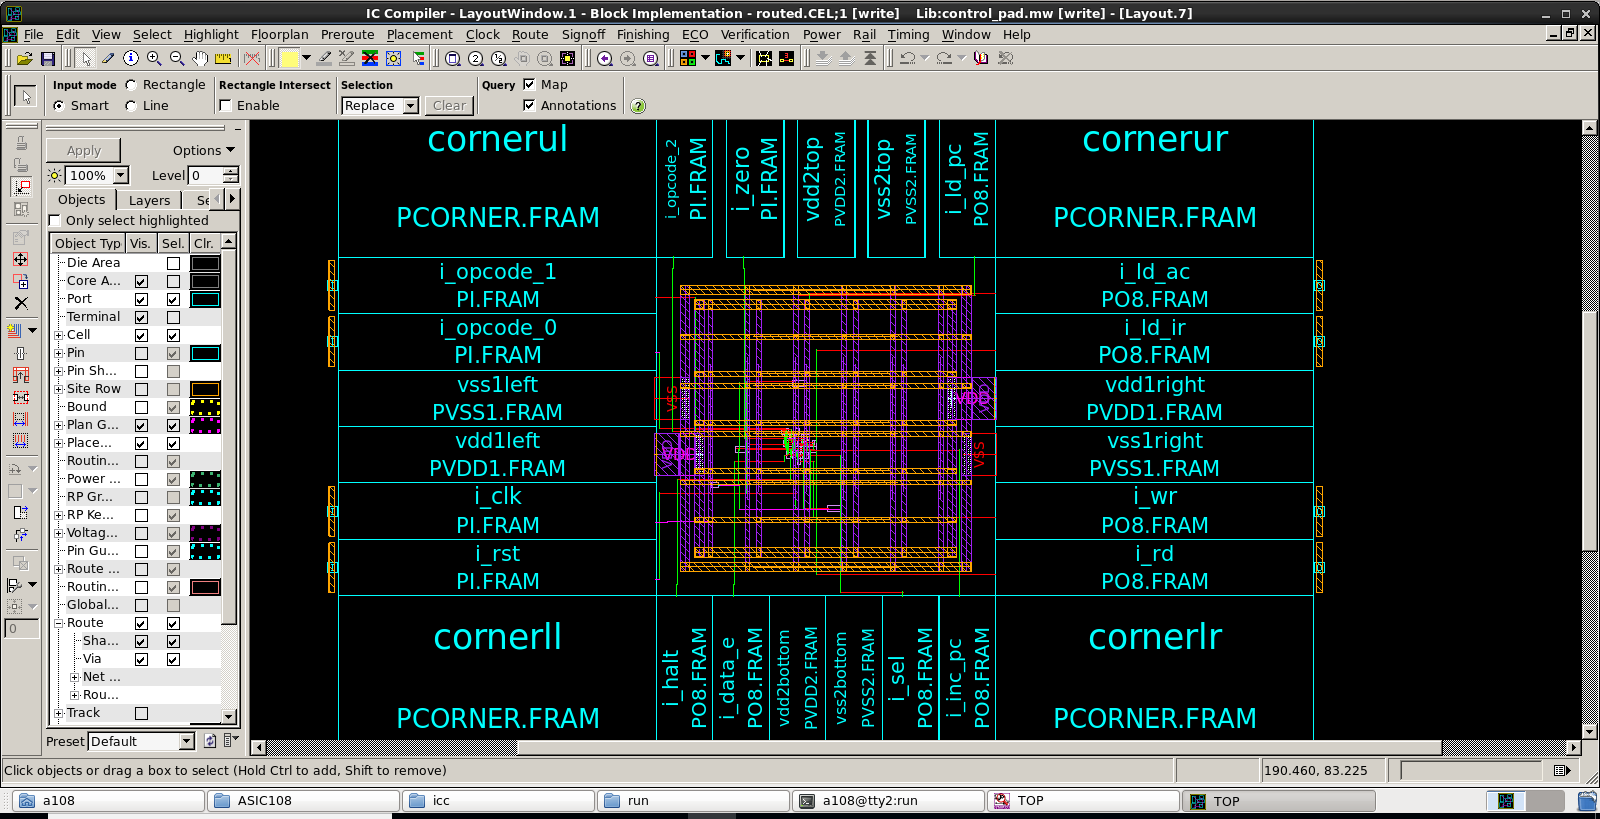 IC Compiler - LayoutWindow.1 - Block Implementation - routed.CEL;1 [write]    Lib:control_pad.mw [write] - [Layout.7]
File Edit View Select Highlight Floorplan Preroute Placement Clock Route Signoff Finishing ECO Verification Power Rail Timing Window Help
Input mode Rectangle Rectangle Intersect Selection Query Map
Smart Line Enable Replace Clear Annotations
Apply Options
100% Level 0
Objects Layers Se
Only select highlighted
Object Typ Vis. Sel. Clr.
Die Area
Core A...
Port
Terminal
Cell
Pin
Pin Sh...
Site Row
Bound
Plan G...
Place...
Routin...
Power ...
RP Gr...
RP Ke...
Voltag...
Pin Gu...
Route ...
Routin...
Global...
Route
Sha...
Via
Net ...
Rou...
Track
Preset Default
0
cornerul
PCORNER.FRAM
i_opcode_2
PI.FRAM
i_zero
PI.FRAM
vdd2top
PVDD2.FRAM
vss2top
PVSS2.FRAM
i_ld_pc
PO8.FRAM
cornerur
PCORNER.FRAM
i_opcode_1
PI.FRAM
i_opcode_0
PI.FRAM
vss1left
PVSS1.FRAM
vdd1left
PVDD1.FRAM
i_clk
PI.FRAM
i_rst
PI.FRAM
VSS
VDD
VDD
VDD
VDD
VSS
i_ld_ac
PO8.FRAM
i_ld_ir
PO8.FRAM
vdd1right
PVDD1.FRAM
vss1right
PVSS1.FRAM
i_wr
PO8.FRAM
i_rd
PO8.FRAM
cornerll
PCORNER.FRAM
i_halt
PO8.FRAM
i_data_e
PO8.FRAM
vdd2bottom
PVDD2.FRAM
vss2bottom
PVSS2.FRAM
i_sel
PO8.FRAM
i_inc_pc
PO8.FRAM
cornerlr
PCORNER.FRAM
Click objects or drag a box to select (Hold Ctrl to add, Shift to remove)
190.460, 83.225
a108 ASIC108 icc run a108@tty2:run TOP TOP